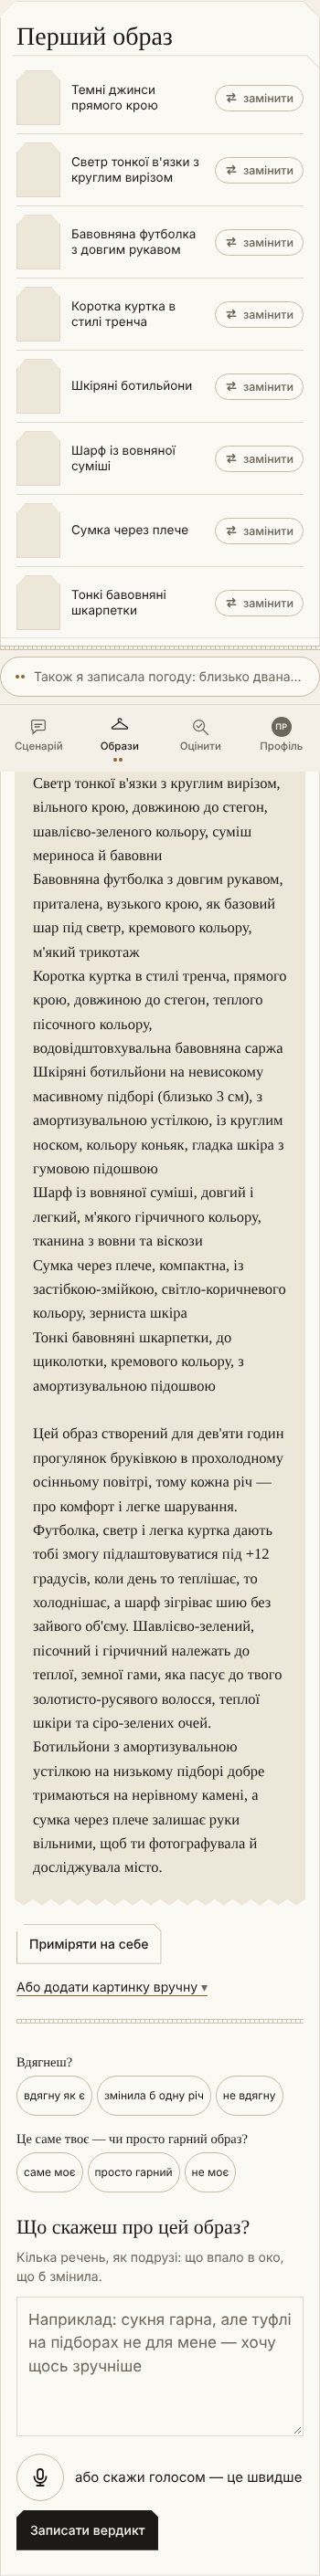 Перший образ
Темні джинси
прямого крою
замінити
Светр тонкої в'язки з
круглим вирізом
замінити
Бавовняна футболка
з довгим рукавом
замінити
Коротка куртка в
стилі тренча
замінити
Шкіряні ботильйони
замінити
Шарф із вовняної
суміші
замінити
Сумка через плече
замінити
Тонкі бавовняні
шкарпетки
замінити
Також я записала погоду: близько двана...
Сценарій
Образи
Оцінити
ПР
Профіль
Светр тонкої в'язки з круглим вирізом,
вільного крою, довжиною до стегон,
шавлієво-зеленого кольору, суміш
мериноса й бавовни
Бавовняна футболка з довгим рукавом,
приталена, вузького крою, як базовий
шар під светр, кремового кольору,
м'який трикотаж
Коротка куртка в стилі тренча, прямого
крою, довжиною до стегон, теплого
пісочного кольору,
водовідштовхувальна бавовняна саржа
Шкіряні ботильйони на невисокому
масивному підборі (близько 3 см), з
амортизувальною устілкою, із круглим
носком, кольору коньяк, гладка шкіра з
гумовою підошвою
Шарф із вовняної суміші, довгий і
легкий, м'якого гірчичного кольору,
тканина з вовни та віскози
Сумка через плече, компактна, із
застібкою-змійкою, світло-коричневого
кольору, зерниста шкіра
Тонкі бавовняні шкарпетки, до
щиколотки, кремового кольору, з
амортизувальною підошвою
Цей образ створений для дев'яти годин
прогулянок бруківкою в прохолодному
осінньому повітрі, тому кожна річ —
про комфорт і легке шарування.
Футболка, светр і легка куртка дають
тобі змогу підлаштовуватися під +12
градусів, коли день то теплішає, то
холоднішає, а шарф зігріває шию без
зайвого об'єму. Шавлієво-зелений,
пісочний і гірчичний належать до
теплої, земної гами, яка пасує до твого
золотисто-русявого волосся, теплої
шкіри та сіро-зелених очей.
Ботильйони з амортизувальною
устілкою на низькому підборі добре
тримаються на нерівному камені, а
сумка через плече залишає руки
вільними, щоб ти фотографувала й
досліджувала місто.
Приміряти на себе
Або додати картинку вручну ▾
Вдягнеш?
вдягну як є
змінила б одну річ
не вдягну
Це саме твоє — чи просто гарний образ?
саме моє
просто гарний
не моє
Що скажеш про цей образ?
Кілька речень, як подрузі: що впало в око,
що б змінила.
Наприклад: сукня гарна, але туфлі
на підборах не для мене — хочу
щось зручніше
або скажи голосом — це швидше
Записати вердикт